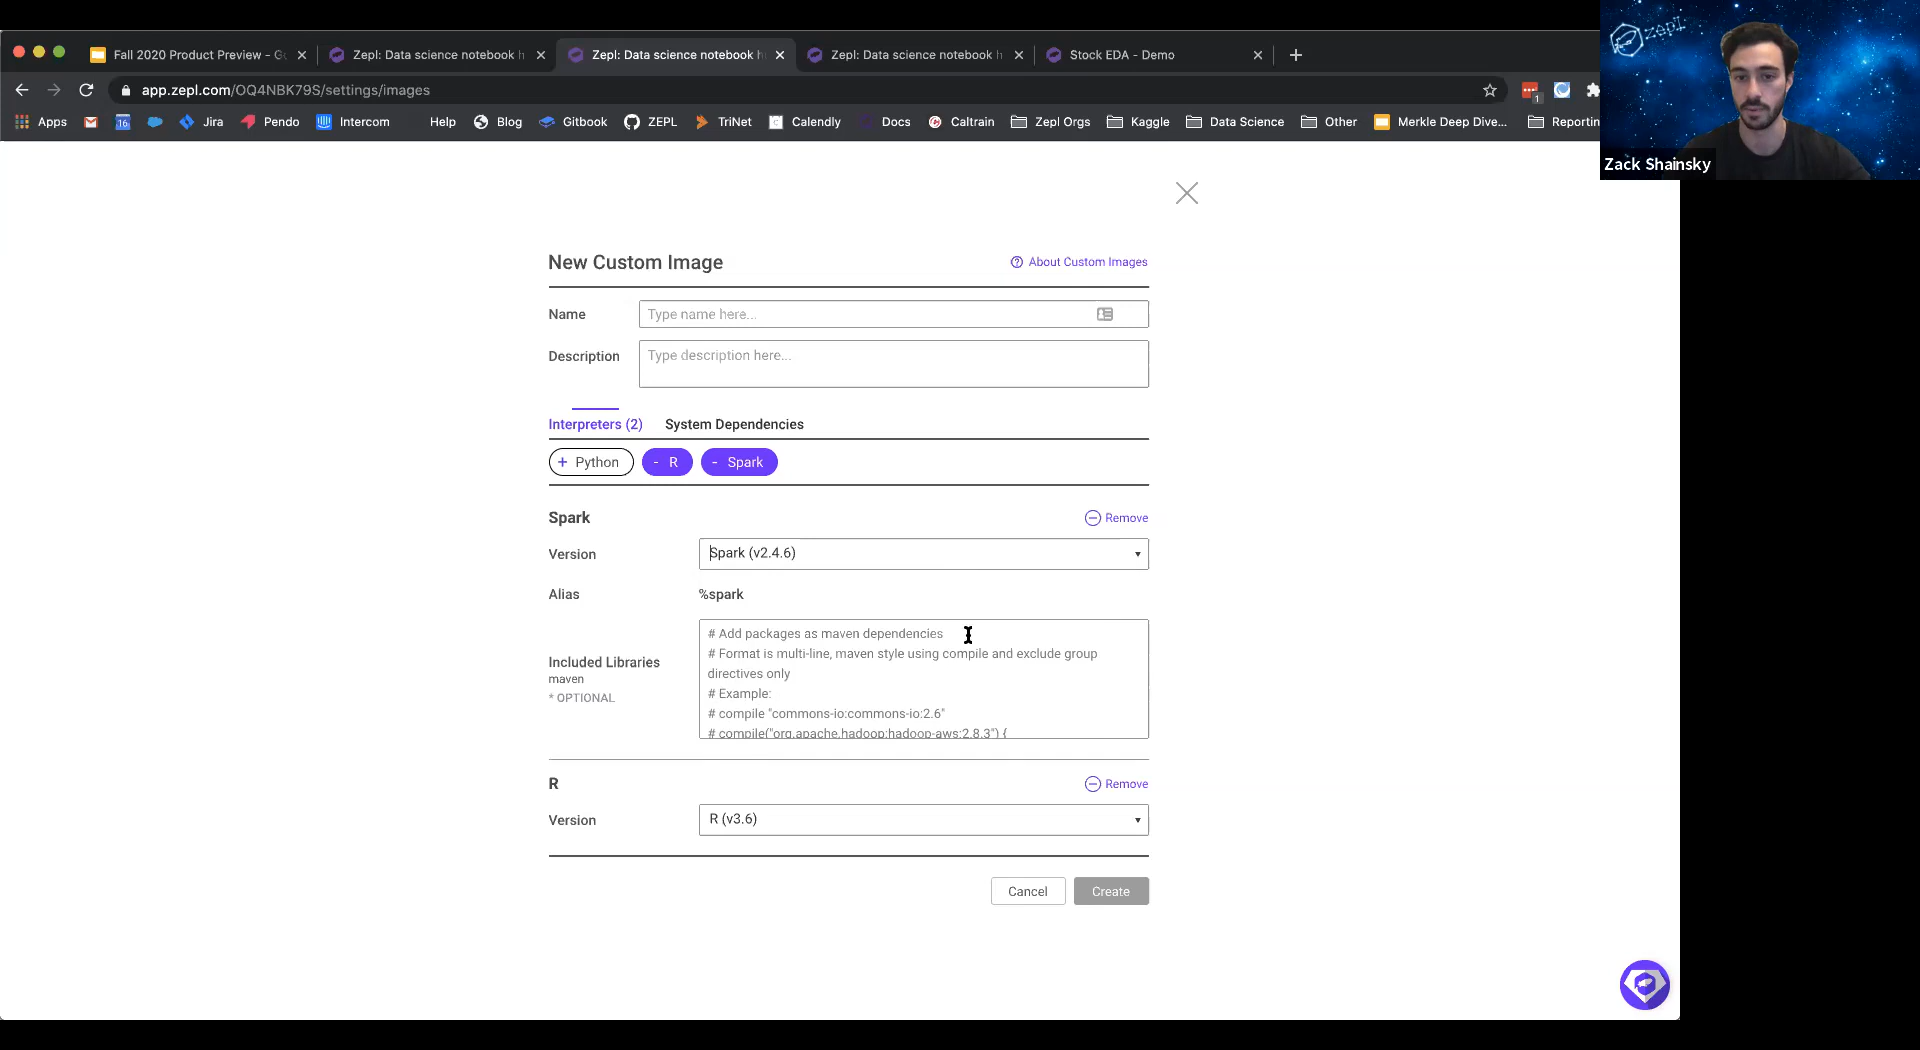 Fall 2020 Product Preview - G
Zepl: Data science notebook h
Zepl: Data science notebook h
Zepl: Data science notebook h
Stock EDA - Demo
zepl
app.zepl.com/OQ4NBK79S/settings/images
1
Apps
16
Jira
Pendo
Intercom
Help
Blog
Gitbook
ZEPL
TriNet
Calendly
Docs
Caltrain
Zepl Orgs
Kaggle
Data Science
Other
Merkle Deep Dive...
Reportin
Zack Shainsky
New Custom Image
About Custom Images
Name
Type name here...
Description
Type description here...
Interpreters (2)
System Dependencies
+ Python
- R
- Spark
Spark
Remove
Version
Spark (v2.4.6)
Alias
%spark
Included Libraries
maven
* OPTIONAL
# Add packages as maven dependencies
# Format is multi-line, maven style using compile and exclude group
directives only
# Example:
# compile "commons-io:commons-io:2.6"
# compile("org.apache.hadoop:hadoop-aws:2.8.3") {
R
Remove
Version
R (v3.6)
Cancel
Create